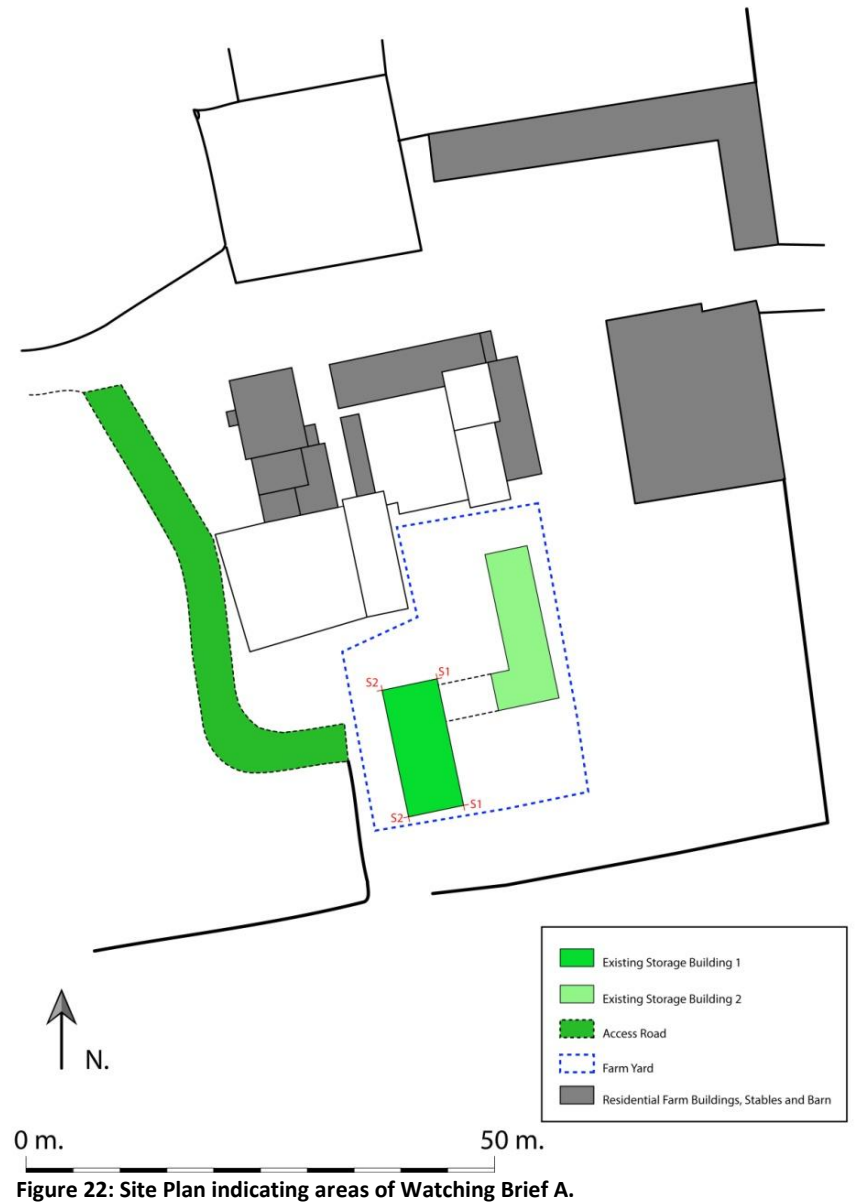 S2
S1
S2
S1
Existing Storage Building 1
Existing Storage Building 2
Access Road
Farm Yard
Residential Farm Buildings, Stables and Barn
N.
0 m.
50 m.
Figure 22: Site Plan indicating areas of Watching Brief A.